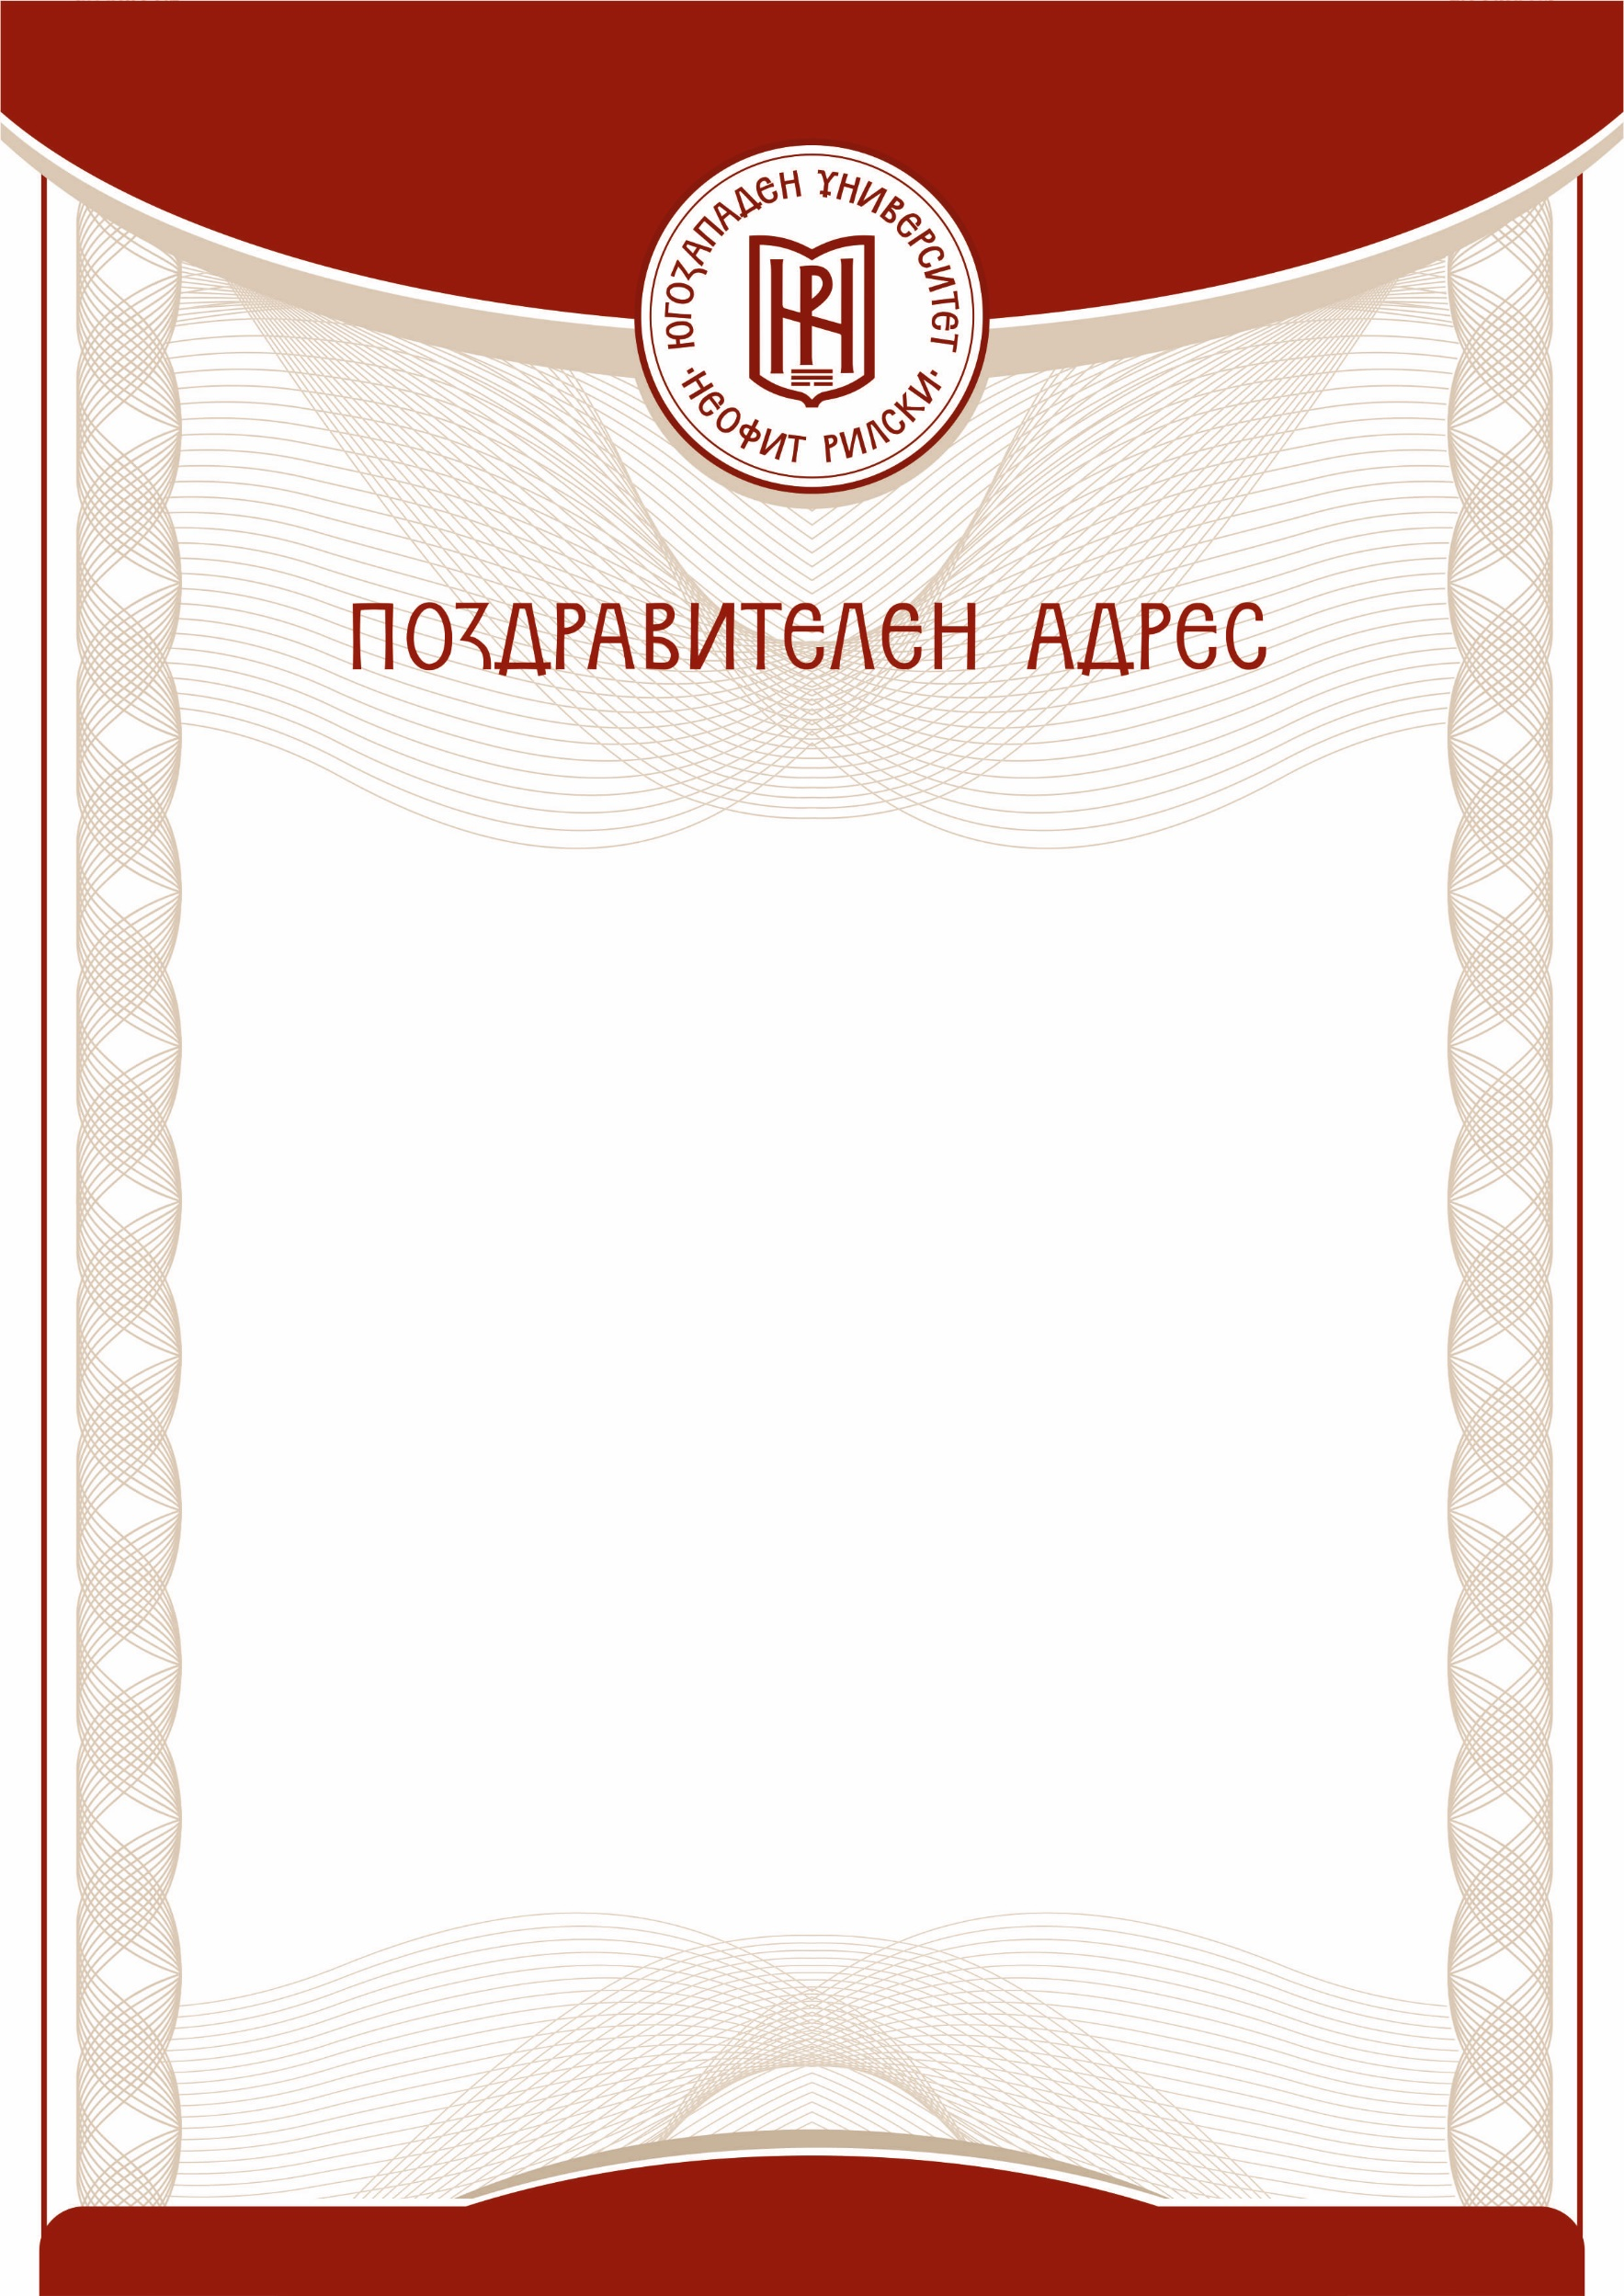 ЮГОЗАПАДЕН УНИВЕРСИТЕТ
·НЕОФИТ РИЛСКИ·
ПОЗДРАВИТЕЛЕН АДРЕС